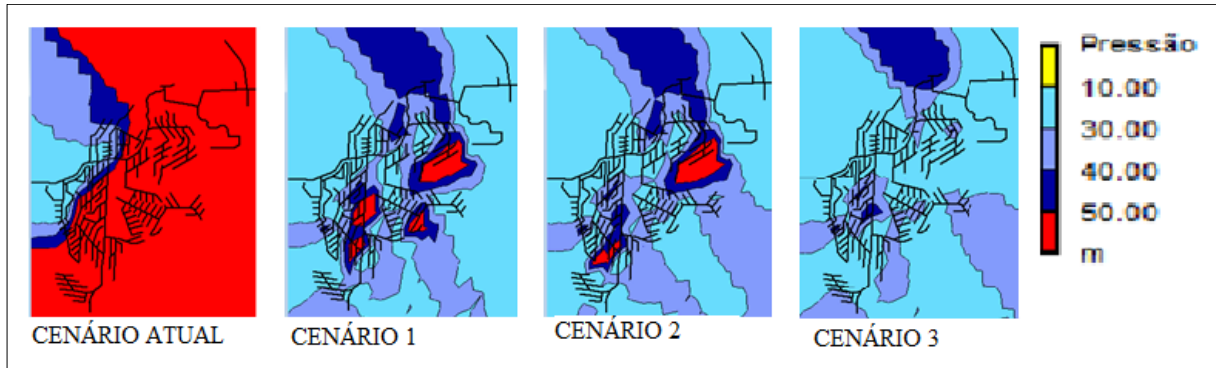 CENÁRIO ATUAL
CENÁRIO 1
CENÁRIO 2
CENÁRIO 3
Pressão
10.00
30.00
40.00
50.00
m